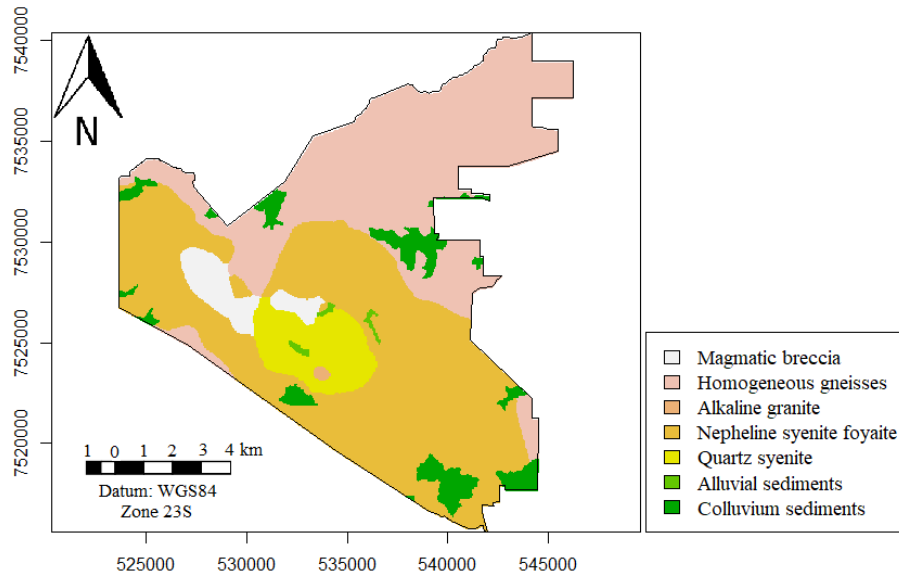 7540000
7535000
7530000
7525000
7520000
N
1 0 1 2 3 4 km
Datum: WGS84
Zone 23S
525000 530000 535000 540000 545000
Magmatic breccia
Homogeneous gneisses
Alkaline granite
Nepheline syenite foyaite
Quartz syenite
Alluvial sediments
Colluvium sediments